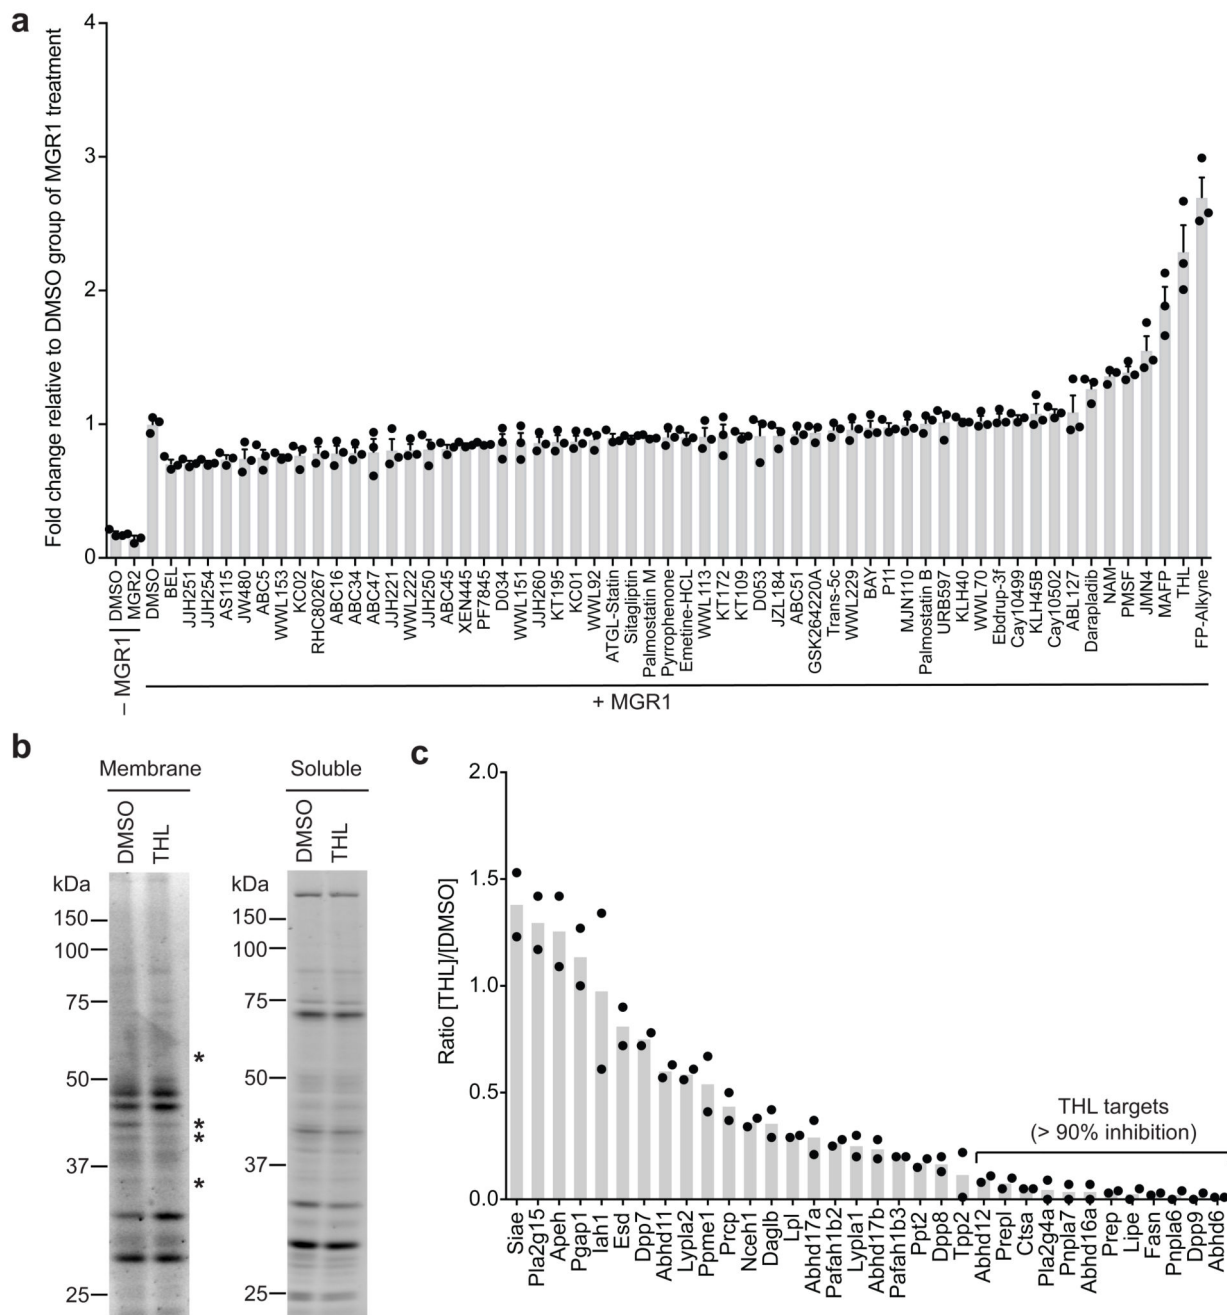 a
Fold change relative to DMSO group of MGR1 treatment
4
3
2
1
0
DMSO
MGR2
DMSO
BEL
JJH251
JJH254
AS115
JW480
ABC5
WWL153
KC02
RHC80267
ABC16
ABC34
ABC47
JJH221
WWL222
JJH250
ABC45
XEN445
PF7845
D034
WWL151
JJH260
KT195
KC01
WWL92
ATGL-Statin
Sitagliptin
Palmostatin M
Pyrrophenone
Emetine-HCL
WWL113
KT172
KT109
D053
JZL184
ABC51
GSK264220A
Trans-5c
WWL229
BAY
P11
MJN110
Palmostatin B
URB597
KLH40
WWL70
Ebdrup-3f
Cay10499
KLH45B
Cay10502
ABL127
Darapladib
NAM
PMSF
JMN4
MAFP
THL
FP-Alkyne
– MGR1
+ MGR1
b
Membrane
DMSO
THL
kDa
150
100
75
50
37
25
*
*
*
*
Soluble
DMSO
THL
kDa
150
100
75
50
37
25
c
Ratio [THL]/[DMSO]
2.0
1.5
1.0
0.5
0.0
THL targets
(> 90% inhibition)
Siae
Pla2g15
Apeh
Pgap1
Iah1
Esd
Dpp7
Abhd11
Lypla2
Ppme1
Prcp
Nceh1
Daglb
Lpl
Abhd17a
Pafah1b2
Lypla1
Abhd17b
Pafah1b3
Ppt2
Dpp8
Tpp2
Abhd12
Prepl
Ctsa
Pla2g4a
Pnpla7
Abhd16a
Prep
Lipe
Fasn
Pnpla6
Dpp9
Abhd6